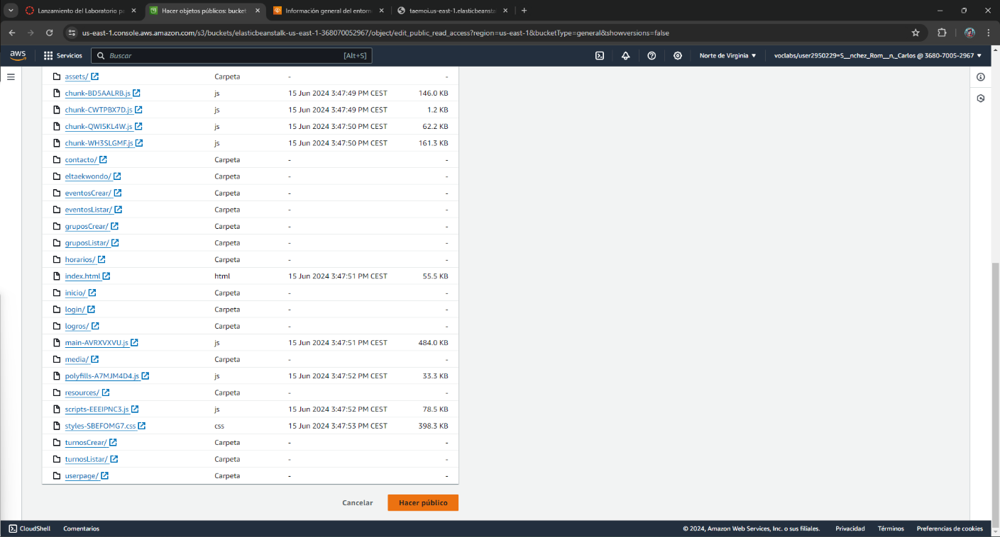 Lanzamiento del Laboratorio pa
Hacer objetos públicos: bucket
Información general del entorn
taemoi.us-east-1.elasticbeansta
us-east-1.console.aws.amazon.com/s3/buckets/elasticbeanstalk-us-east-1-368070052967/object/edit_public_read_access?region=us-east-1&bucketType=general&showversions=false
aws Servicios Buscar [Alt+S] Norte de Virginia voclabs/user2950229=S__nchez_Rom__n,_Carlos @ 3680-7005-2967
assets/ Carpeta - -
chunk-BD5AALRB.js js 15 Jun 2024 3:47:49 PM CEST 146.0 KB
chunk-CWTPBX7D.js js 15 Jun 2024 3:47:49 PM CEST 1.2 KB
chunk-QWI5KL4W.js js 15 Jun 2024 3:47:50 PM CEST 62.2 KB
chunk-WH3SLGMF.js js 15 Jun 2024 3:47:50 PM CEST 161.3 KB
contacto/ Carpeta - -
eltaekwondo/ Carpeta - -
eventosCrear/ Carpeta - -
eventosListar/ Carpeta - -
gruposCrear/ Carpeta - -
gruposListar/ Carpeta - -
horarios/ Carpeta - -
index.html html 15 Jun 2024 3:47:51 PM CEST 55.5 KB
inicio/ Carpeta - -
login/ Carpeta - -
logros/ Carpeta - -
main-AVRXVXVU.js js 15 Jun 2024 3:47:51 PM CEST 484.0 KB
media/ Carpeta - -
polyfills-A7MJM4D4.js js 15 Jun 2024 3:47:52 PM CEST 33.3 KB
resources/ Carpeta - -
scripts-EEEIPNC3.js js 15 Jun 2024 3:47:52 PM CEST 78.5 KB
styles-SBEFOMG7.css css 15 Jun 2024 3:47:53 PM CEST 398.3 KB
turnosCrear/ Carpeta - -
turnosListar/ Carpeta - -
userpage/ Carpeta - -
Cancelar Hacer público
CloudShell Comentarios © 2024, Amazon Web Services, Inc. o sus filiales. Privacidad Términos Preferencias de cookies